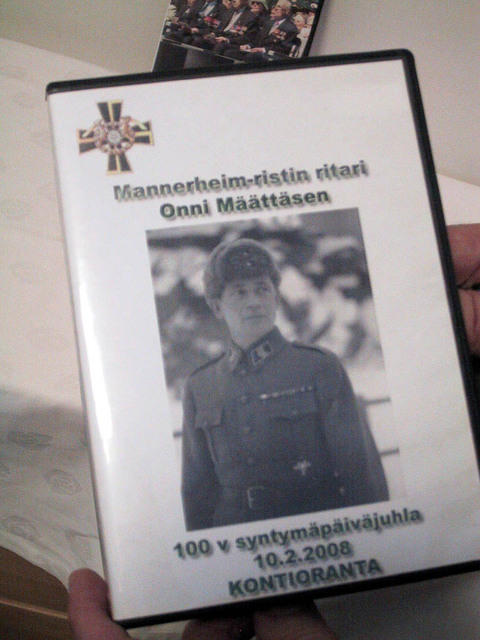 Mannerheim-ristin ritari
Onni Määttäsen
100 v syntymäpäiväjuhla
10.2.2008
KONTIORANTA